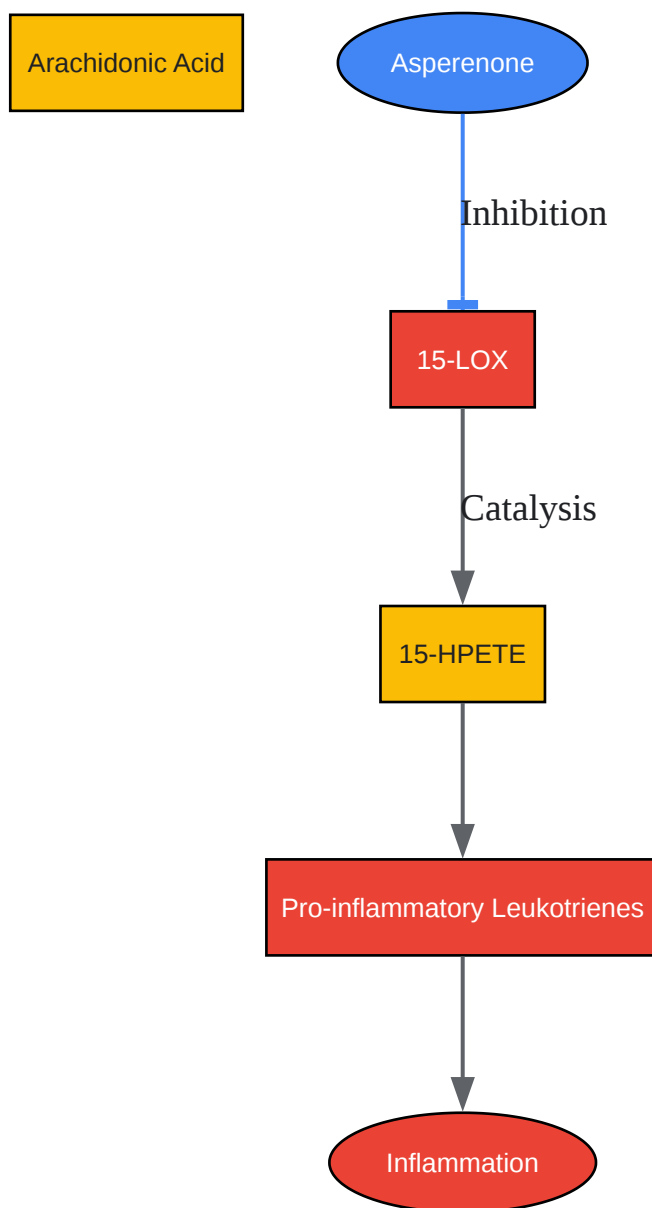 Arachidonic Acid
Asperenone
Inhibition
15-LOX
Catalysis
15-HPETE
Pro-inflammatory Leukotrienes
Inflammation